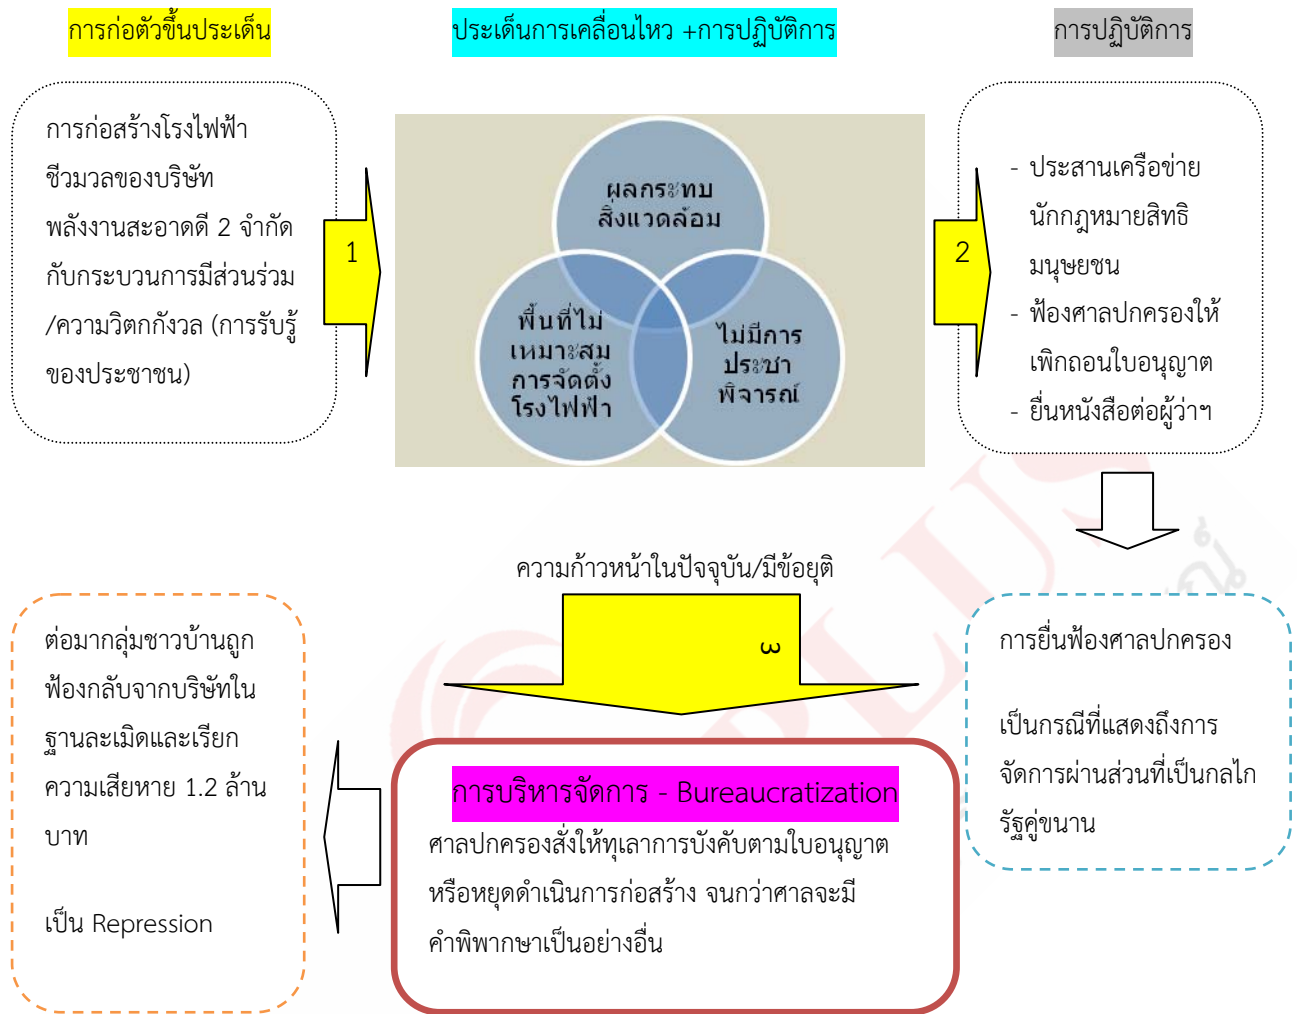 การก่อตัวขึ้นประเด็น
ประเด็นการเคลื่อนไหว +การปฏิบัติการ
การปฏิบัติการ
การก่อสร้างโรงไฟฟ้า
ชีวมวลของบริษัท
พลังงานสะอาดดี 2 จำกัด
กับกระบวนการมีส่วนร่วม
/ความวิตกกังวล (การรับรู้
ของประชาชน)
1
ผลกระทบ
สิ่งแวดล้อม
พื้นที่ไม่
เหมาะสม
การจัดตั้ง
โรงไฟฟ้า
ไม่มีการ
ประชา
พิจารณ์
2
- ประสานเครือข่าย
นักกฎหมายสิทธิ
มนุษยชน
- ฟ้องศาลปกครองให้
เพิกถอนใบอนุญาต
- ยื่นหนังสือต่อผู้ว่าฯ
ความก้าวหน้าในปัจจุบัน/มีข้อยุติ
3
การยื่นฟ้องศาลปกครอง
เป็นกรณีที่แสดงถึงการ
จัดการผ่านส่วนที่เป็นกลไก
รัฐคู่ขนาน
การบริหารจัดการ - Bureaucratization
ศาลปกครองสั่งให้ทุเลาการบังคับตามใบอนุญาต
หรือหยุดดำเนินการก่อสร้าง จนกว่าศาลจะมี
คำพิพากษาเป็นอย่างอื่น
ต่อมากลุ่มชาวบ้านถูก
ฟ้องกลับจากบริษัทใน
ฐานละเมิดและเรียก
ความเสียหาย 1.2 ล้าน
บาท
เป็น Repression